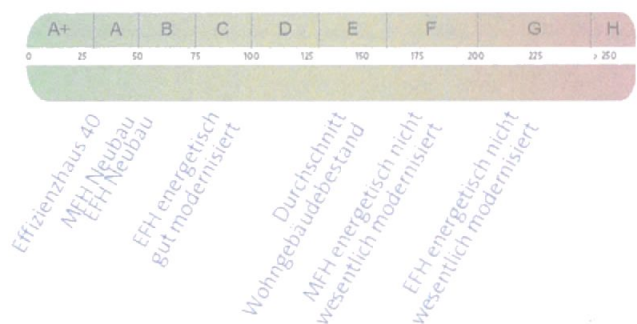 A+ A B C D E F G H
0 25 50 75 100 125 150 175 200 225 > 250
Effizienzhaus 40
MFH Neubau
EFH Neubau
EFH energetisch
gut modernisiert
Durchschnitt
Wohngebäudebestand
MFH energetisch nicht
wesentlich modernisiert
EFH energetisch nicht
wesentlich modernisiert